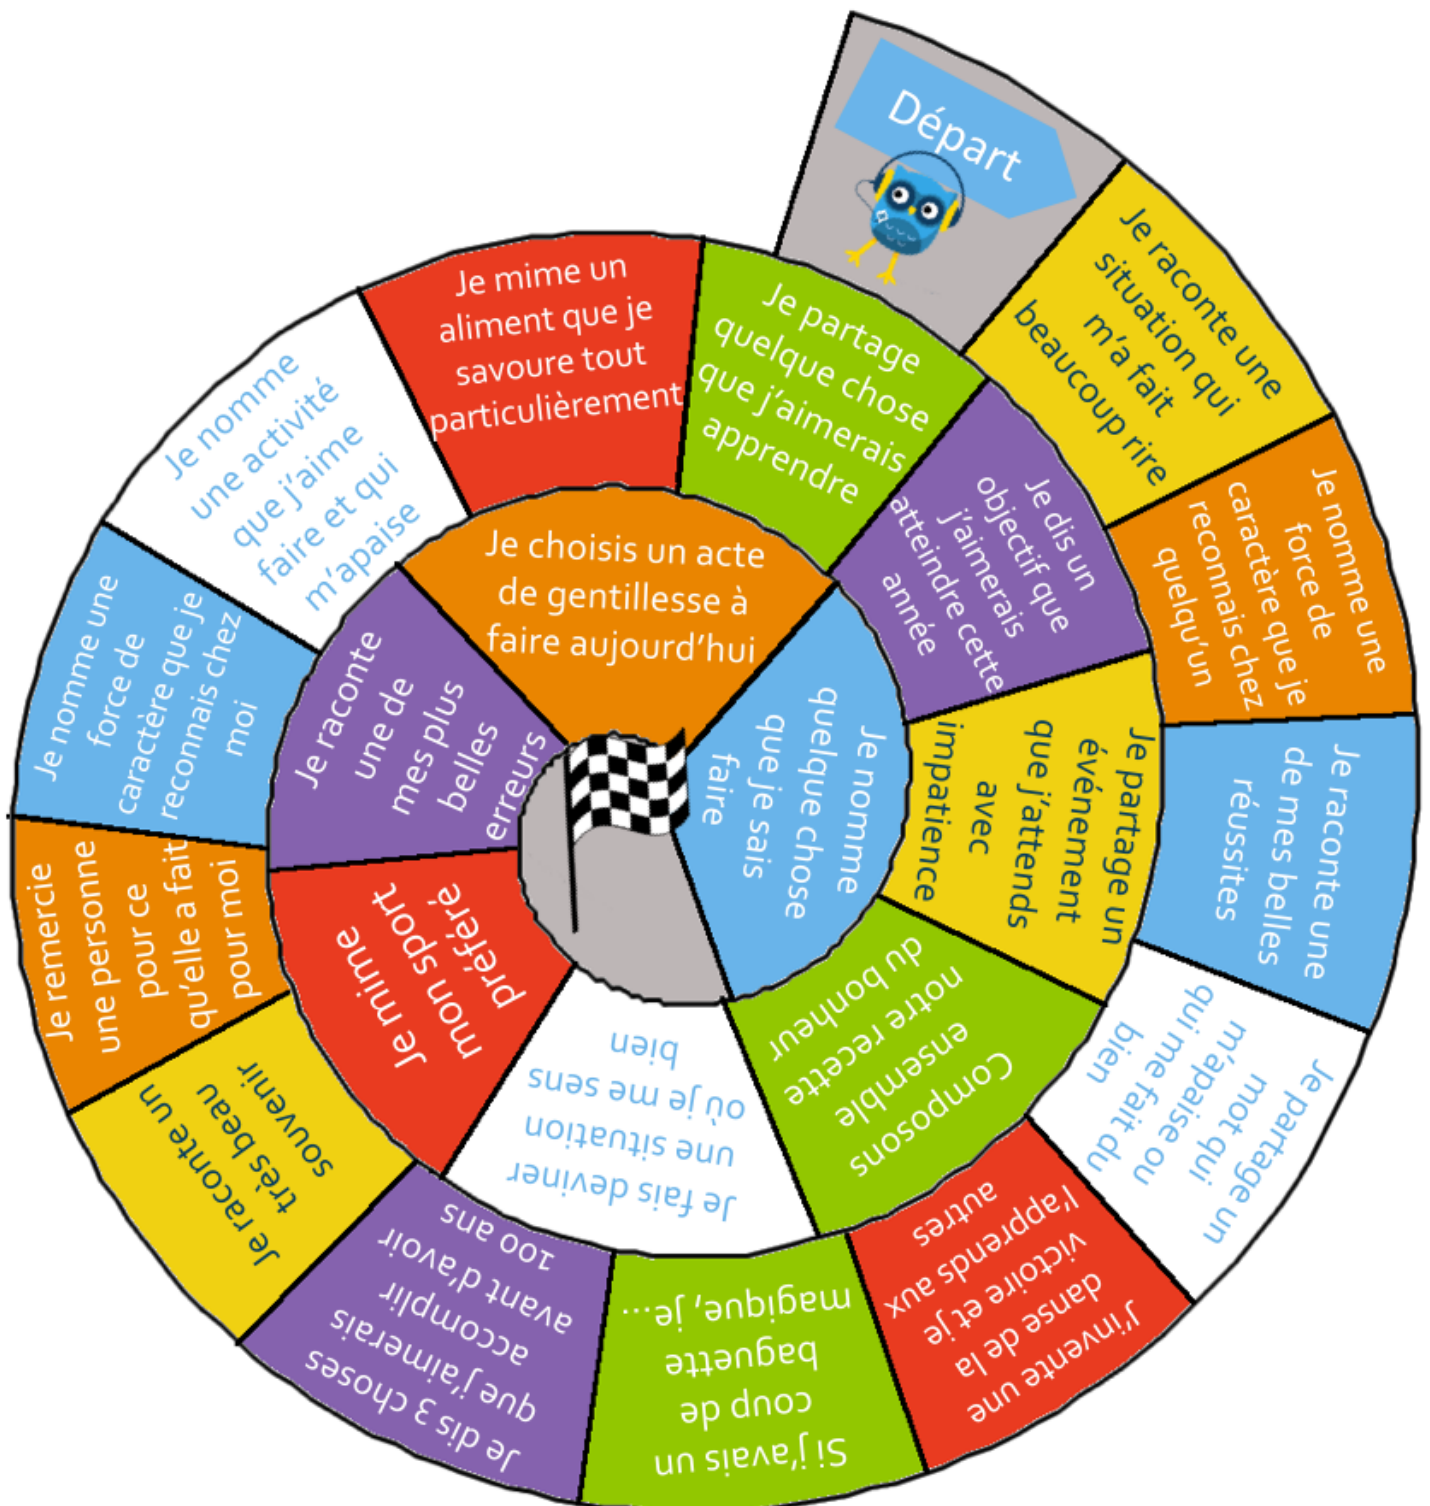 Départ
Je raconte une
situation qui
m'a fait
beaucoup rire
Je nomme une
force de
caractère que je
reconnais chez
quelqu'un
Je raconte une
de mes belles
réussites
Je partage un
mot qui
m'apaise ou
qui me fait du
bien
J'invente une
danse de la
victoire et je
l'apprends aux
autres
Si j'avais un
coup de
baguette
magique, je...
Je dis 3 choses
que j'aimerais
accomplir
avant d'avoir
100 ans
Je raconte un
très beau
souvenir
Je remercie
une personne
pour ce
qu'elle a fait
pour moi
Je nomme une
force de
caractère que je
reconnais chez
moi
Je nomme
une activité
que j'aime
faire et qui
m'apaise
Je mime un
aliment que je
savoure tout
particulièrement
Je partage
quelque chose
que j'aimerais
apprendre
Je dis un
objectif que
j'aimerais
atteindre cette
année
Je partage un
événement
que j'attends
avec
impatience
Composons
ensemble
notre recette
du bonheur
Je fais deviner
une situation
où je me sens
bien
Je mime
mon sport
préféré
Je raconte
une de
mes plus
belles
erreurs
Je choisis un acte
de gentillesse à
faire aujourd'hui
Je nomme
quelque chose
que je sais
faire